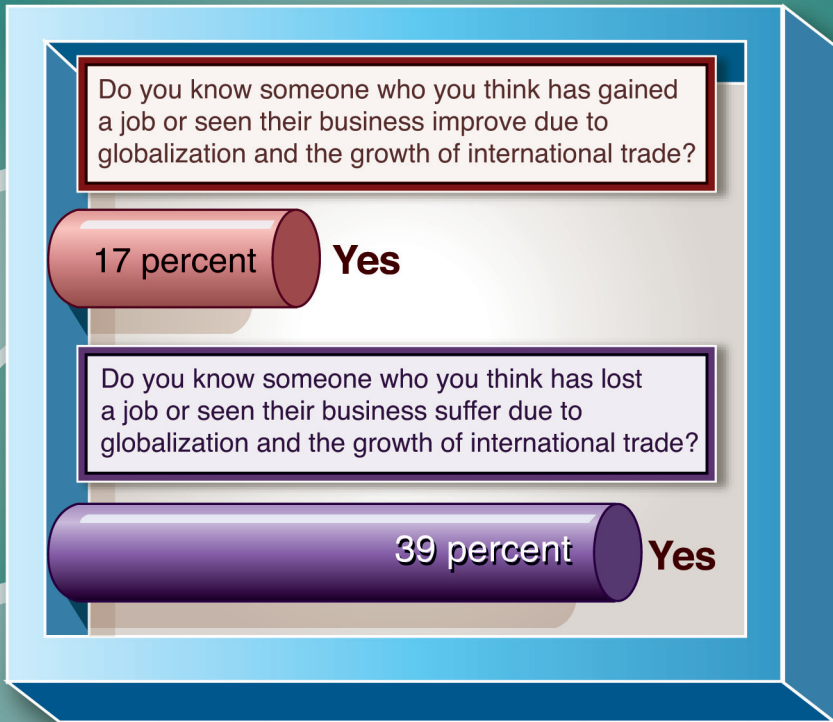 Do you know someone who you think has gained
a job or seen their business improve due to
globalization and the growth of international trade?
17 percent Yes
Do you know someone who you think has lost
a job or seen their business suffer due to
globalization and the growth of international trade?
39 percent Yes